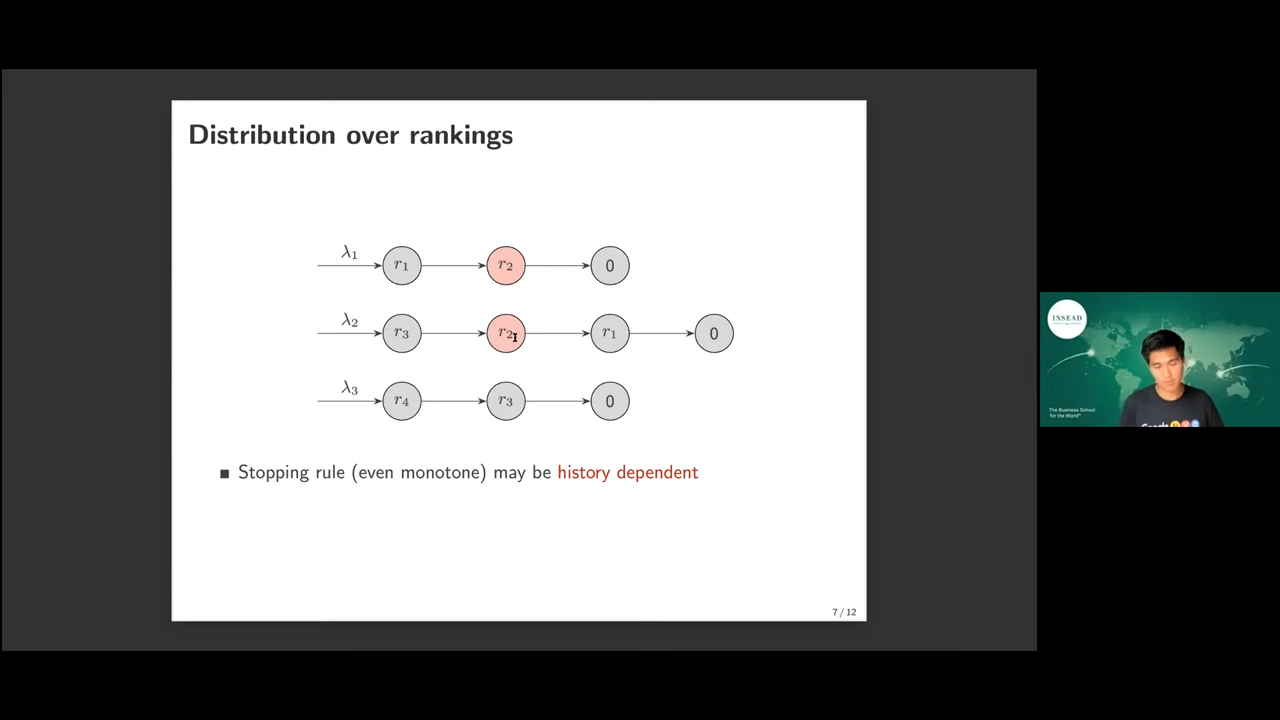 Distribution over rankings
λ₁ r₁ r₂ 0
λ₂ r₃ r₂ r₁ 0
λ₃ r₄ r₃ 0
Stopping rule (even monotone) may be history dependent
7 / 12
INSEAD
The Business School
for the World®
Google